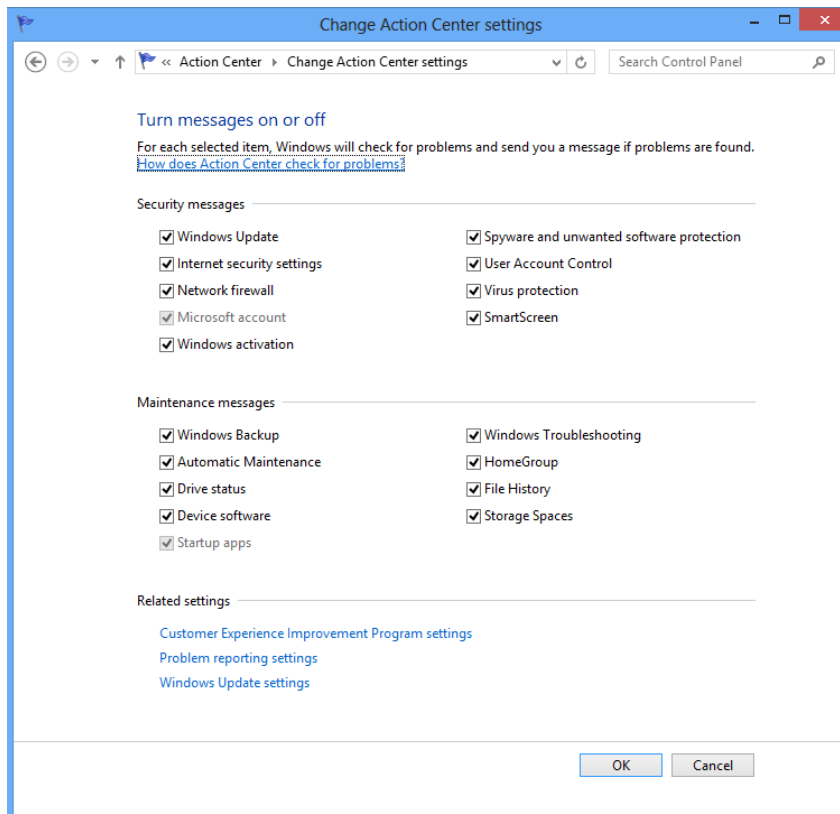 Change Action Center settings
« Action Center Change Action Center settings
Search Control Panel
Turn messages on or off
For each selected item, Windows will check for problems and send you a message if problems are found.
How does Action Center check for problems?
Security messages
Windows Update
Spyware and unwanted software protection
Internet security settings
User Account Control
Network firewall
Virus protection
Microsoft account
SmartScreen
Windows activation
Maintenance messages
Windows Backup
Windows Troubleshooting
Automatic Maintenance
HomeGroup
Drive status
File History
Device software
Storage Spaces
Startup apps
Related settings
Customer Experience Improvement Program settings
Problem reporting settings
Windows Update settings
OK
Cancel